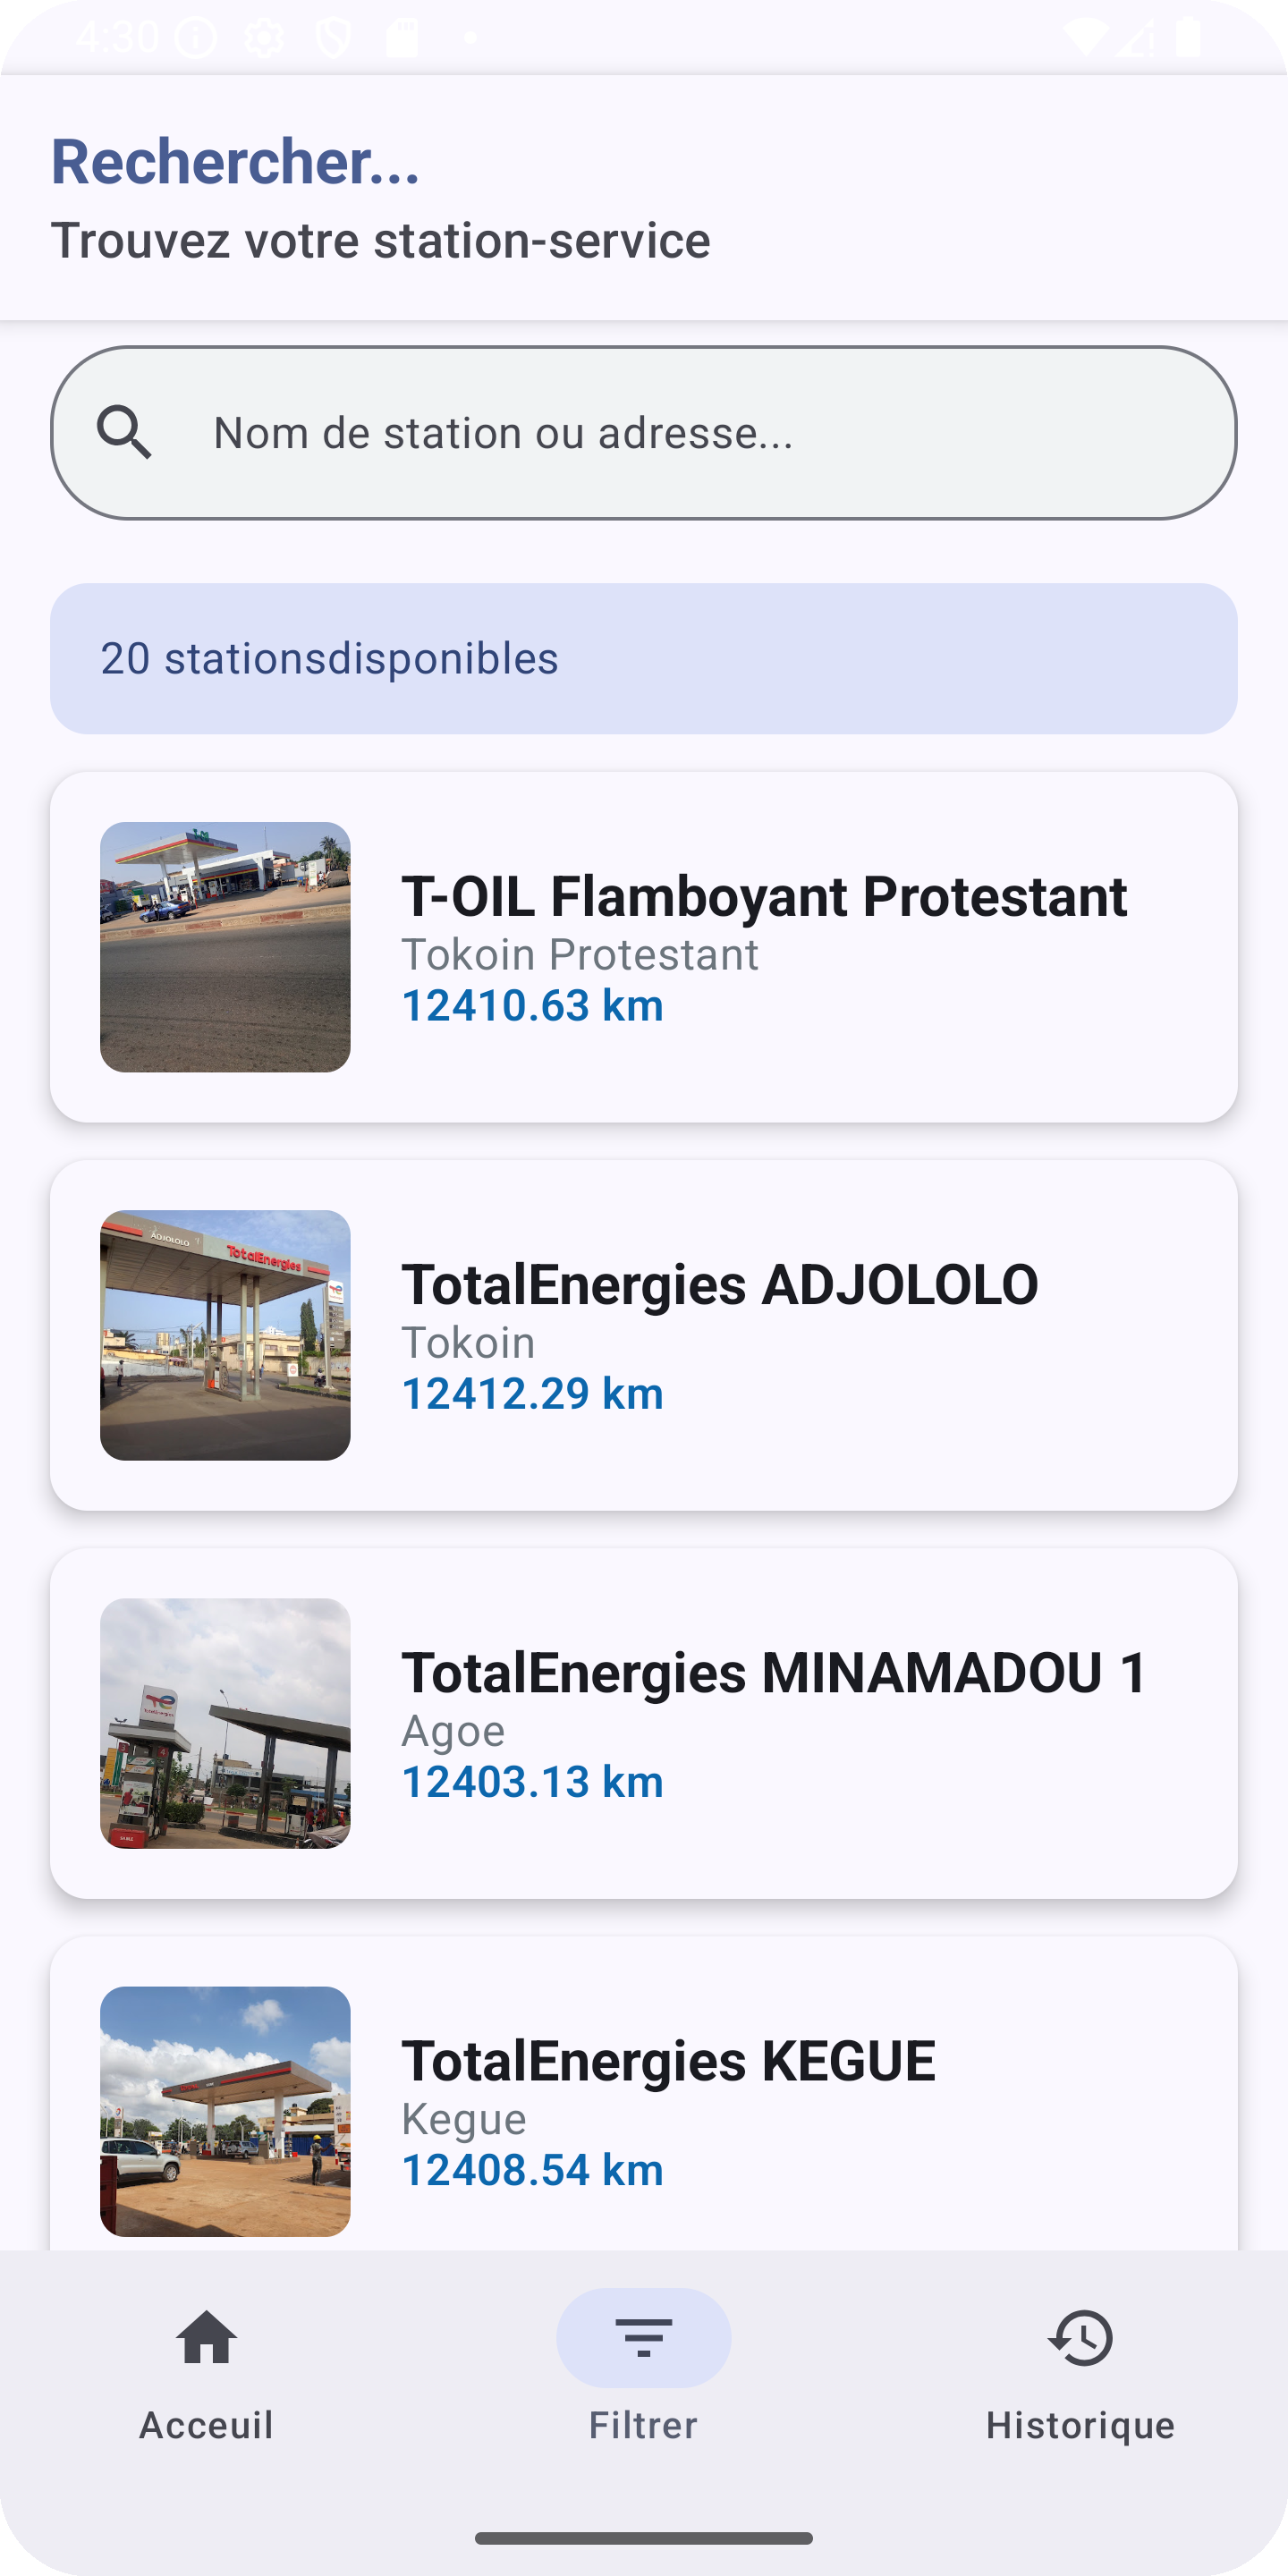 4:30
Rechercher...
Trouvez votre station-service
Nom de station ou adresse...
20 stationsdisponibles
T-OIL Flamboyant Protestant
Tokoin Protestant
12410.63 km
ADJOLOLO
TotalEnergies
TotalEnergies ADJOLOLO
Tokoin
12412.29 km
TotalEnergies MINAMADOU 1
Agoe
12403.13 km
TotalEnergies KEGUE
Kegue
12408.54 km
Acceuil
Filtrer
Historique